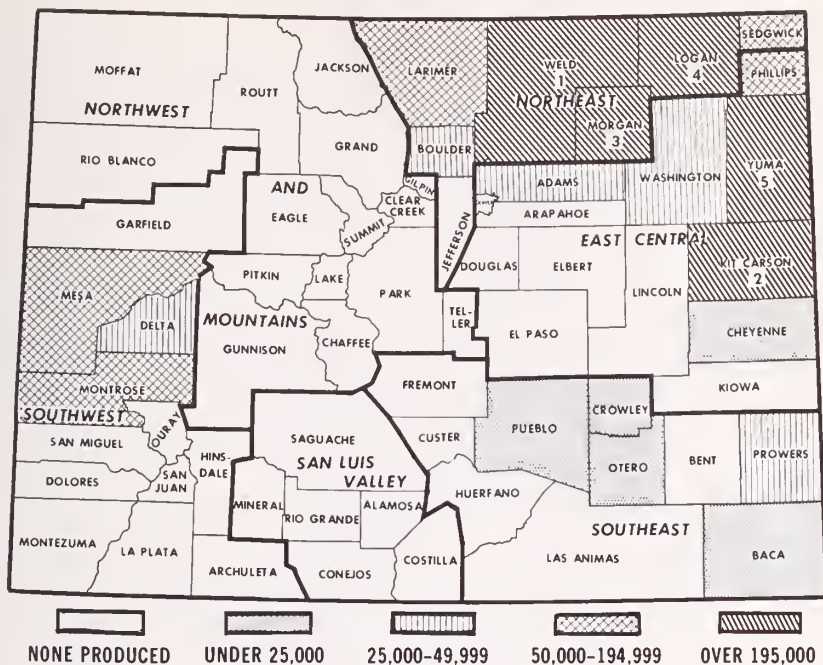 SEDGWICK
LOGAN
4
JACKSON
LARIMER
WELD
1
MOFFAT
PHILLIPS
ROUTT
NORTHEAST
NORTHWEST
MORGAN
3
GRAND
BOULDER
YUMA
5
RIO BLANCO
WASHINGTON
GILPIN
ADAMS
AND
EAGLE
CLEAR
CREEK
ARAPAHOE
GARFIELD
SUMMIT
JEFFERSON
EAST CENTRAL
DOUGLAS
ELBERT
KIT CARSON
2
PITKIN
LAKE
PARK
LINCOLN
MESA
MOUNTAINS
TEL-
LER
DELTA
EL PASO
CHEYENNE
GUNNISON
CHAFFEE
MONTROSE
FREMONT
KIOWA
SOUTHWEST
OURAY
CROWLEY
SAN MIGUEL
SAGUACHE
CUSTER
PUEBLO
HINS-
DALE
SAN LUIS
VALLEY
OTERO
BENT
PROWERS
DOLORES
SAN
JUAN
HUERFANO
MINERAL
RIO GRANDE
ALAMOSA
SOUTHEAST
MONTEZUMA
LA PLATA
COSTILLA
LAS ANIMAS
BACA
ARCHULETA
CONEJOS
NONE PRODUCED
UNDER 25,000
25,000-49,999
50,000-194,999
OVER 195,000